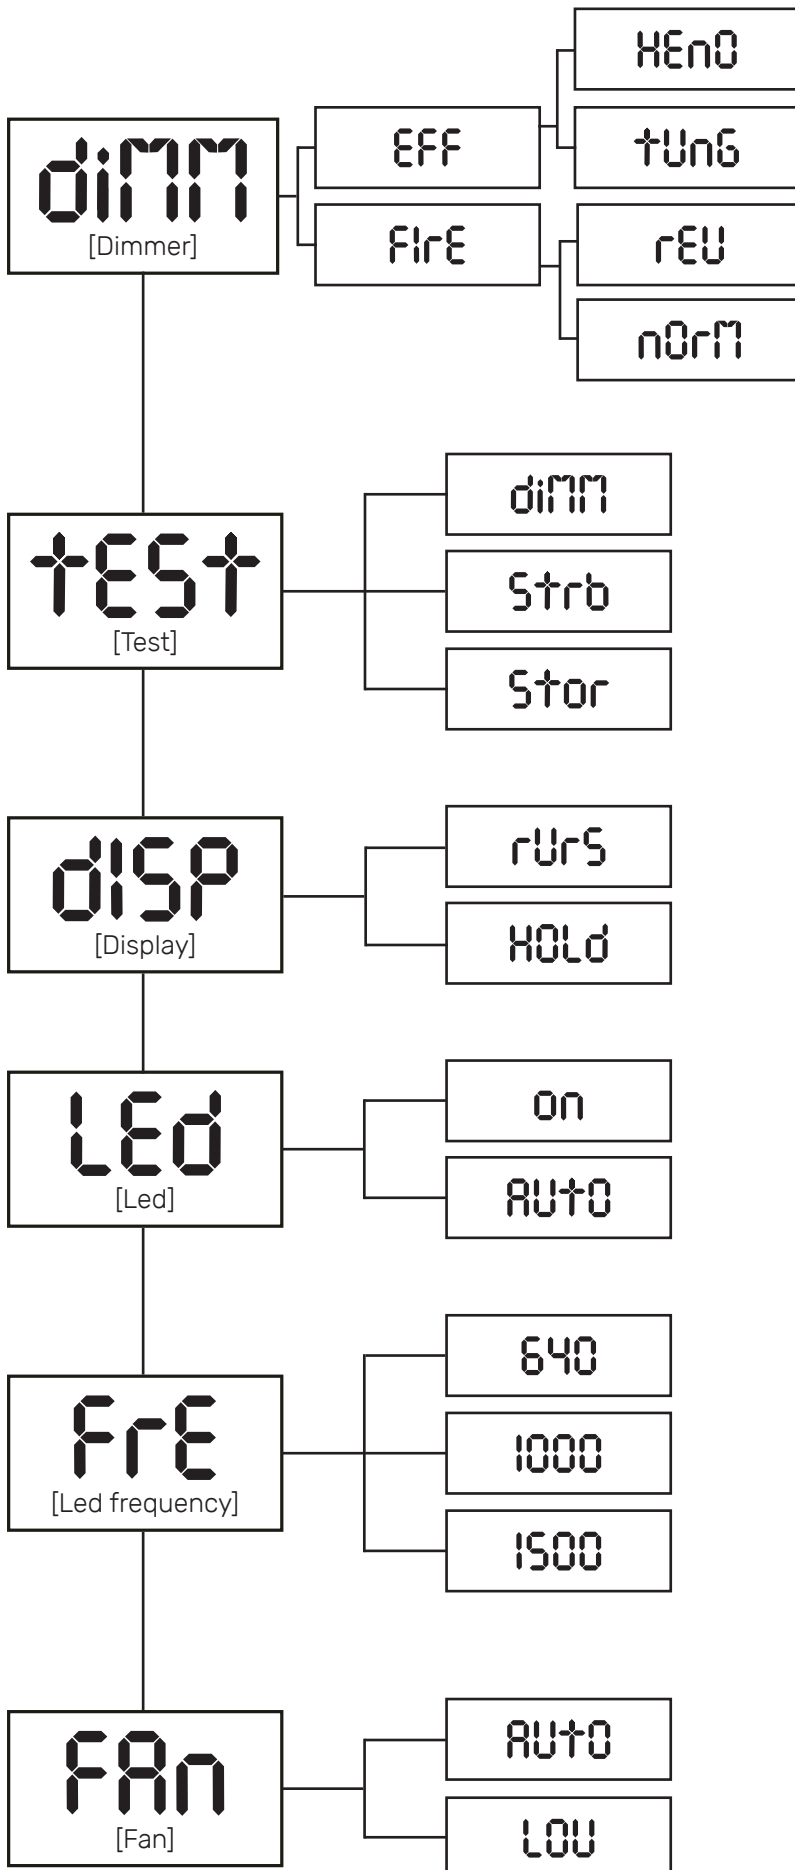 diMM
[Dimmer]
EFF
XEnO
tUnG
FIrE
rEU
nOrM
tESt
[Test]
diMM
Strb
Stor
dISP
[Display]
rUrS
HOLd
LEd
[Led]
on
AUtO
FrE
[Led frequency]
640
1000
1500
FAn
[Fan]
AUtO
LOU